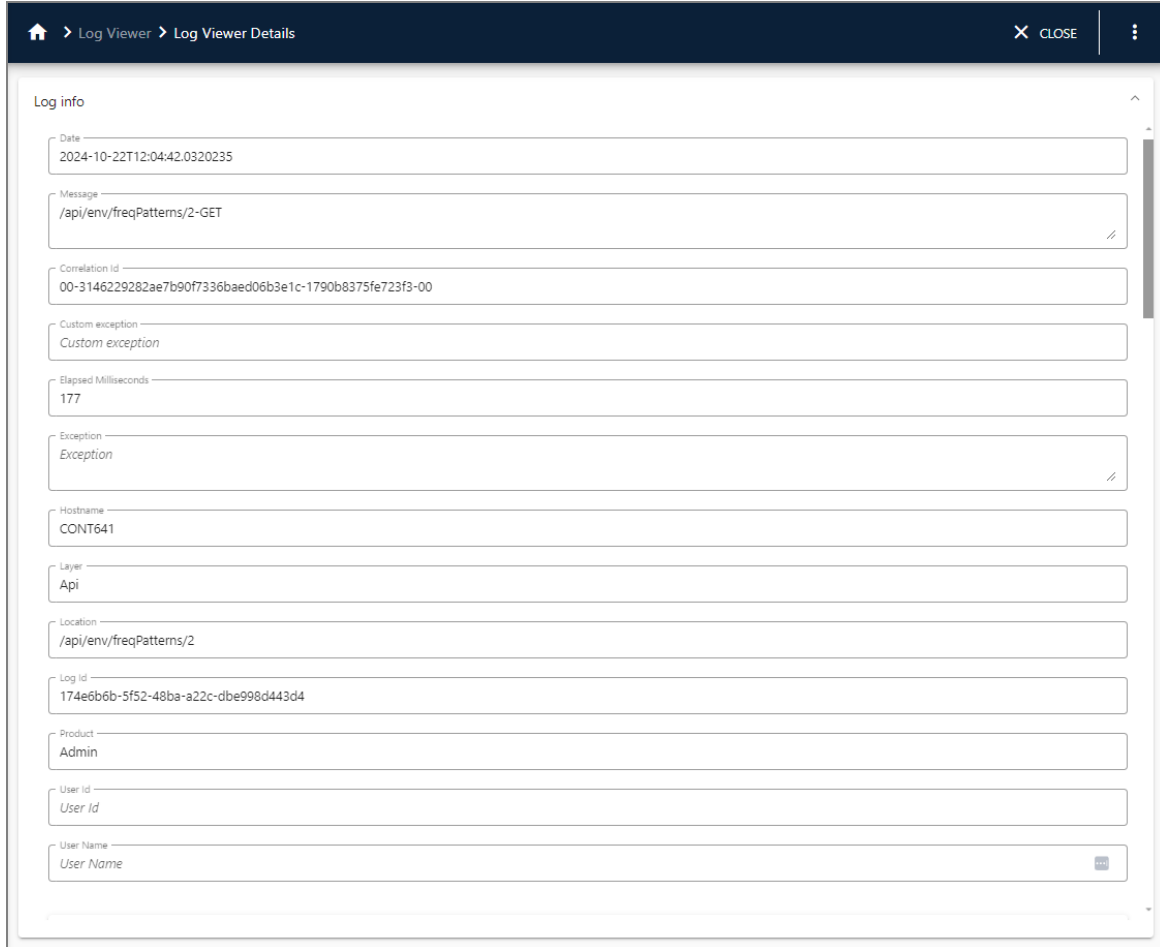 Log Viewer Log Viewer Details CLOSE
Log info
Date
2024-10-22T12:04:42.0320235
Message
/api/env/freqPatterns/2-GET
Correlation Id
00-3146229282ae7b90f7336baed06b3e1c-1790b8375fe723f3-00
Custom exception
Custom exception
Elapsed Milliseconds
177
Exception
Exception
Hostname
CONT641
Layer
Api
Location
/api/env/freqPatterns/2
Log Id
174e6b6b-5f52-48ba-a22c-dbe998d443d4
Product
Admin
User Id
User Id
User Name
User Name